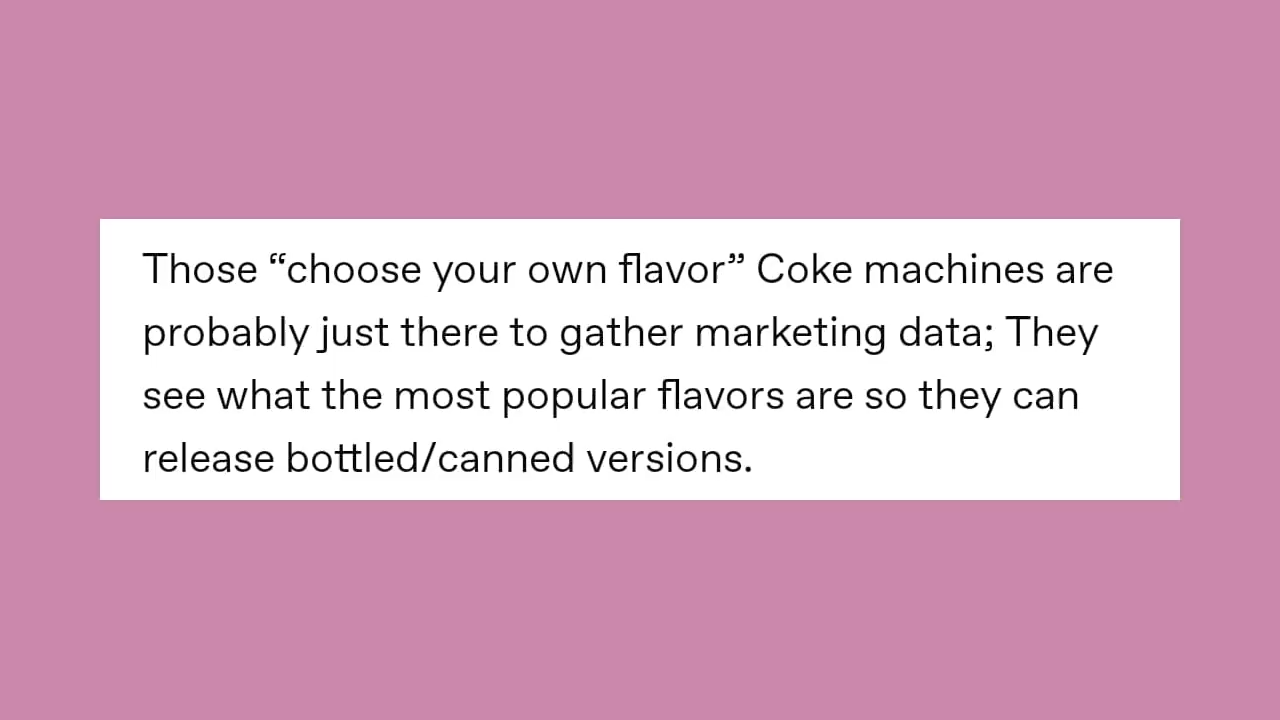 Those “choose your own flavor” Coke machines are
probably just there to gather marketing data; They
see what the most popular flavors are so they can
release bottled/canned versions.